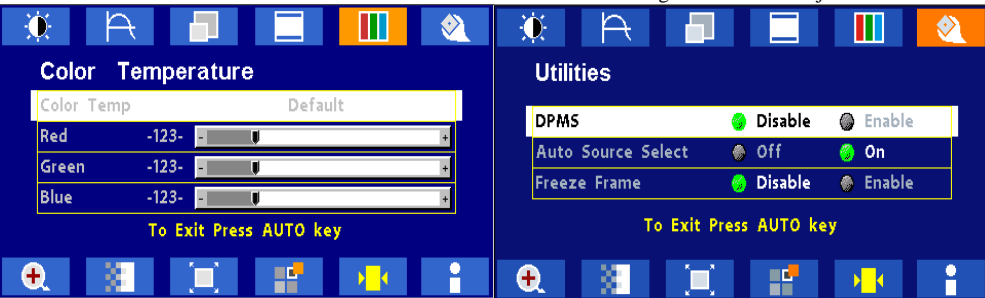 Color Temperature
Color Temp Default
Red -123- - +
Green -123- - +
Blue -123- - +
To Exit Press AUTO key
Utilities
DPMS Disable Enable
Auto Source Select Off On
Freeze Frame Disable Enable
To Exit Press AUTO key